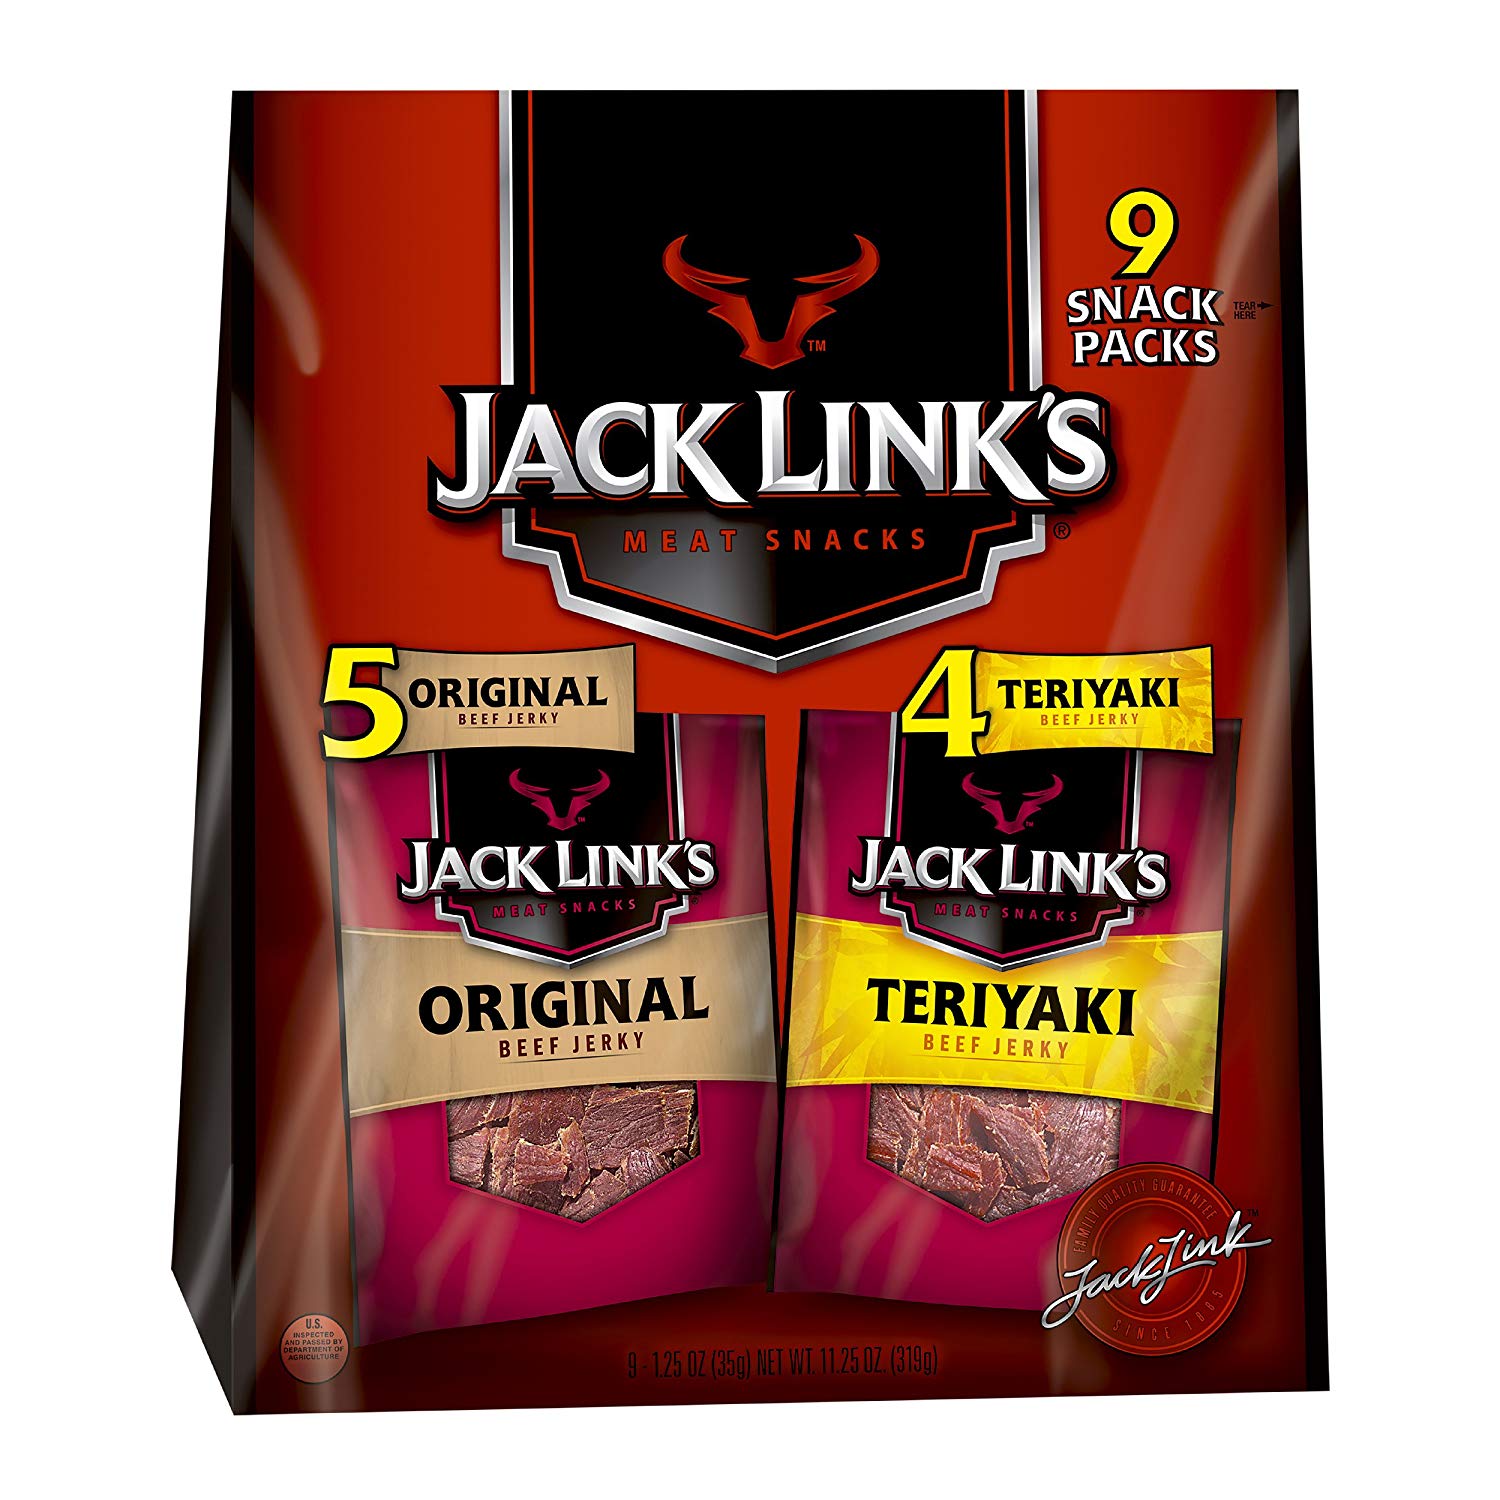 9
SNACK
PACKS
TEAR
HERE
TM
JACK LINK'S
®
MEAT SNACKS
5 ORIGINAL
BEEF JERKY
4 TERIYAKI
BEEF JERKY
TM
JACK LINK'S
MEAT SNACKS ®
ORIGINAL
BEEF JERKY
TM
JACK LINK'S
MEAT SNACKS ®
TERIYAKI
BEEF JERKY
FAMILY QUALITY GUARANTEE
Jack Link ™
SINCE 1885
U.S.
INSPECTED
AND PASSED BY
DEPARTMENT OF
AGRICULTURE
9 - 1.25 OZ (35g) NET WT. 11.25 OZ. (319g)